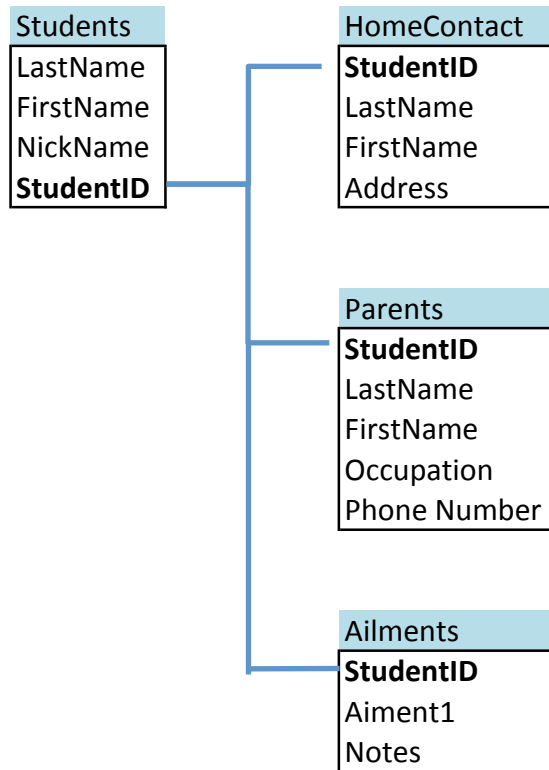 Students
LastName
FirstName
NickName
StudentID
HomeContact
StudentID
LastName
FirstName
Address
Parents
StudentID
LastName
FirstName
Occupation
Phone Number
Ailments
StudentID
Aiment1
Notes